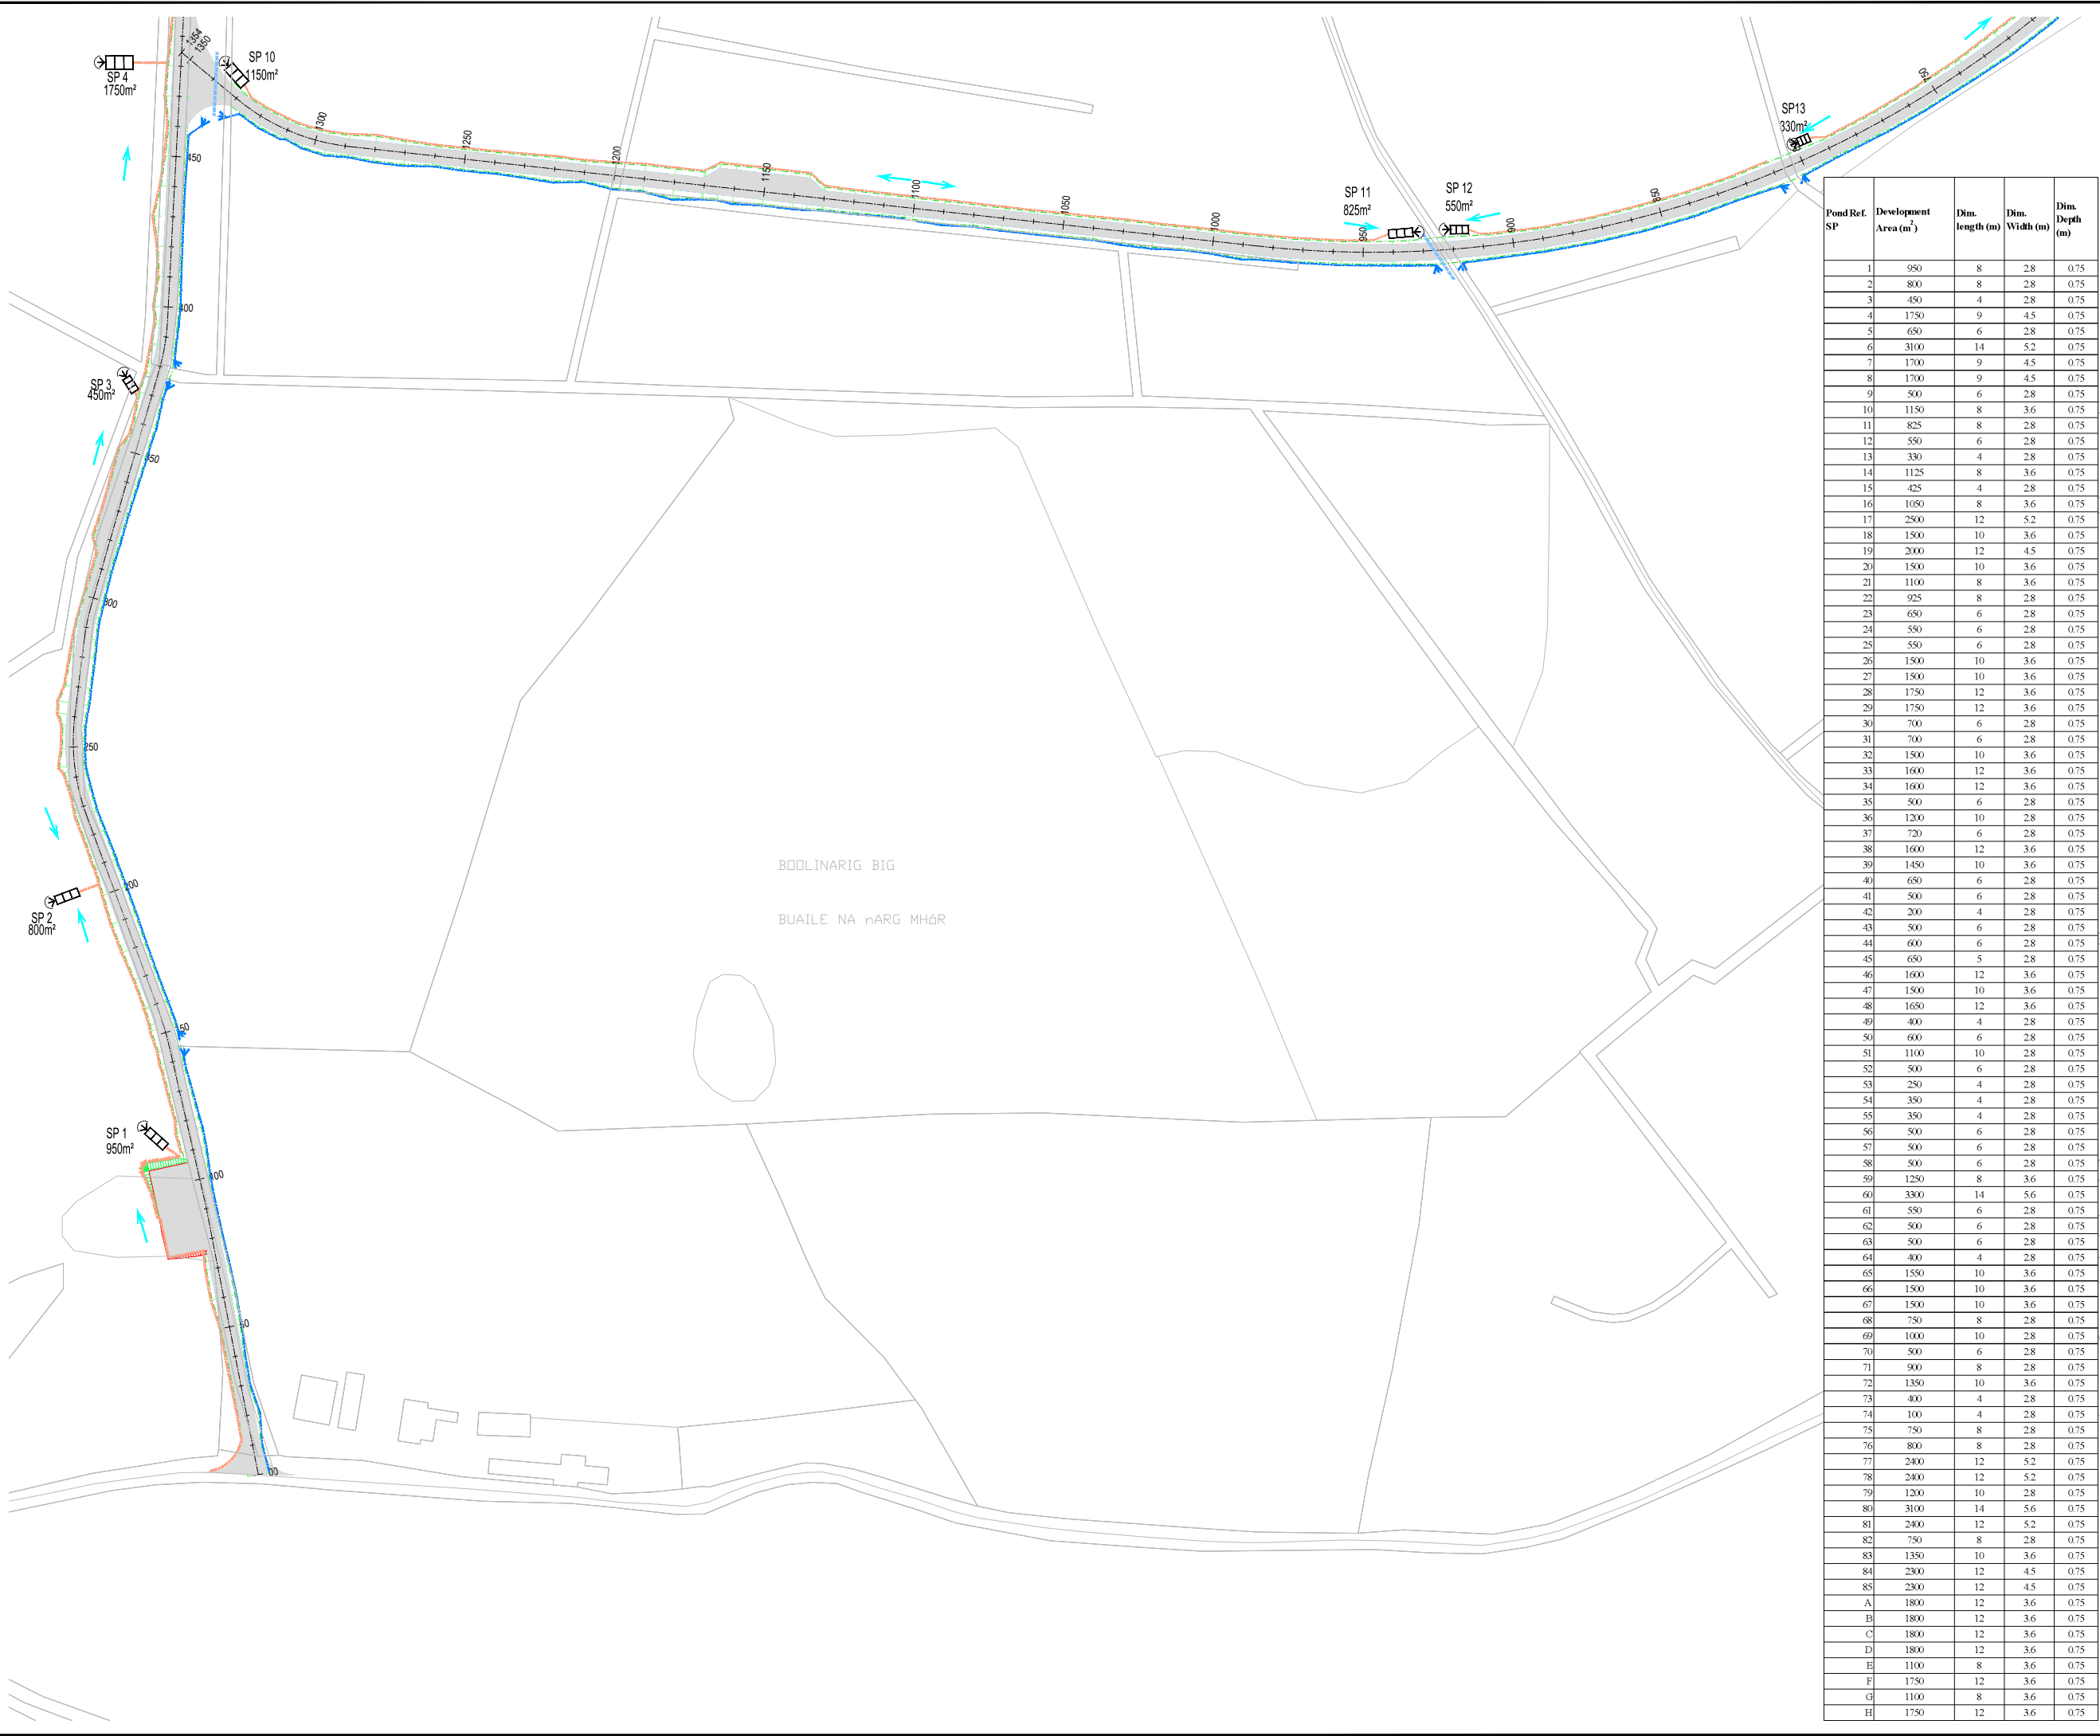 1354
1350
SP 10
1150m²
SP 4
1750m²
1300
1250
1200
1150
1100
1050
1000
950
900
850
750
SP 11
825m²
SP 12
550m²
SP13
330m²
450
400
SP 3
450m²
250
SP 2
800m²
SP 1
950m²
BOOLINARIG BIG
BUAILE NA nARG MHóR
Pond Ref. SP Development Area (m²) Dim. length (m) Dim. Width (m) Dim. Depth (m)
1 950 8 2.8 0.75
2 800 8 2.8 0.75
3 450 4 2.8 0.75
4 1750 9 4.5 0.75
5 650 6 2.8 0.75
6 3100 14 5.2 0.75
7 1700 9 4.5 0.75
8 1700 9 4.5 0.75
9 500 6 2.8 0.75
10 1150 8 3.6 0.75
11 825 8 2.8 0.75
12 550 6 2.8 0.75
13 330 4 2.8 0.75
14 1125 8 3.6 0.75
15 425 4 2.8 0.75
16 1050 8 3.6 0.75
17 2500 12 5.2 0.75
18 1500 10 3.6 0.75
19 2000 12 4.5 0.75
20 1500 10 3.6 0.75
21 1100 8 3.6 0.75
22 925 8 2.8 0.75
23 650 6 2.8 0.75
24 550 6 2.8 0.75
25 550 6 2.8 0.75
26 1500 10 3.6 0.75
27 1500 10 3.6 0.75
28 1750 12 3.6 0.75
29 1750 12 3.6 0.75
30 700 6 2.8 0.75
31 700 6 2.8 0.75
32 1500 10 3.6 0.75
33 1600 12 3.6 0.75
34 1600 12 3.6 0.75
35 500 6 2.8 0.75
36 1200 10 2.8 0.75
37 720 6 2.8 0.75
38 1600 12 3.6 0.75
39 1450 10 3.6 0.75
40 650 6 2.8 0.75
41 500 6 2.8 0.75
42 200 4 2.8 0.75
43 500 6 2.8 0.75
44 600 6 2.8 0.75
45 650 5 2.8 0.75
46 1600 12 3.6 0.75
47 1500 10 3.6 0.75
48 1650 12 3.6 0.75
49 400 4 2.8 0.75
50 600 6 2.8 0.75
51 1100 10 2.8 0.75
52 500 6 2.8 0.75
53 250 4 2.8 0.75
54 350 4 2.8 0.75
55 350 4 2.8 0.75
56 500 6 2.8 0.75
57 500 6 2.8 0.75
58 500 6 2.8 0.75
59 1250 8 3.6 0.75
60 3300 14 5.6 0.75
61 550 6 2.8 0.75
62 500 6 2.8 0.75
63 500 6 2.8 0.75
64 400 4 2.8 0.75
65 1550 10 3.6 0.75
66 1500 10 3.6 0.75
67 1500 10 3.6 0.75
68 750 8 2.8 0.75
69 1000 10 2.8 0.75
70 500 6 2.8 0.75
71 900 8 2.8 0.75
72 1350 10 3.6 0.75
73 400 4 2.8 0.75
74 100 4 2.8 0.75
75 750 8 2.8 0.75
76 800 8 2.8 0.75
77 2400 12 5.2 0.75
78 2400 12 5.2 0.75
79 1200 10 2.8 0.75
80 3100 14 5.6 0.75
81 2400 12 5.2 0.75
82 750 8 2.8 0.75
83 1350 10 3.6 0.75
84 2300 12 4.5 0.75
85 2300 12 4.5 0.75
A 1800 12 3.6 0.75
B 1800 12 3.6 0.75
C 1800 12 3.6 0.75
D 1800 12 3.6 0.75
E 1100 8 3.6 0.75
F 1750 12 3.6 0.75
G 1100 8 3.6 0.75
H 1750 12 3.6 0.75